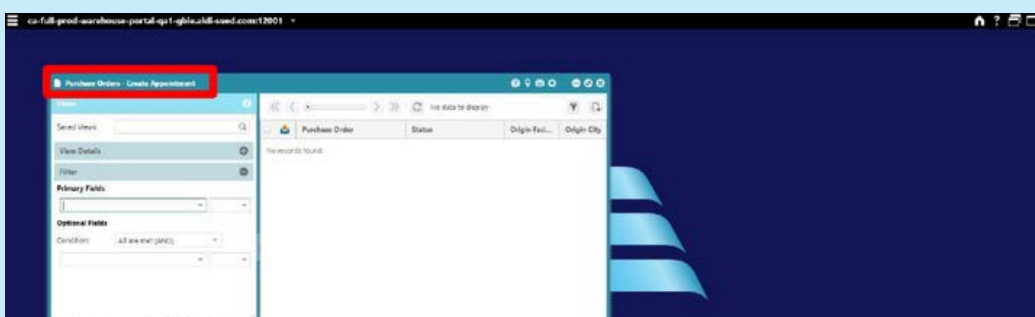 ca-full-prod-warehouse-portal-qa1-gbie.aldi-sued.com:12001
Purchase Orders - Create Appointment
Views
No data to display
Saved Views:
Purchase Order
Status
Origin Faci...
Origin City
View Details
No records found.
Filter
Primary Fields
Optional Fields
Condition:
All are met (AND)